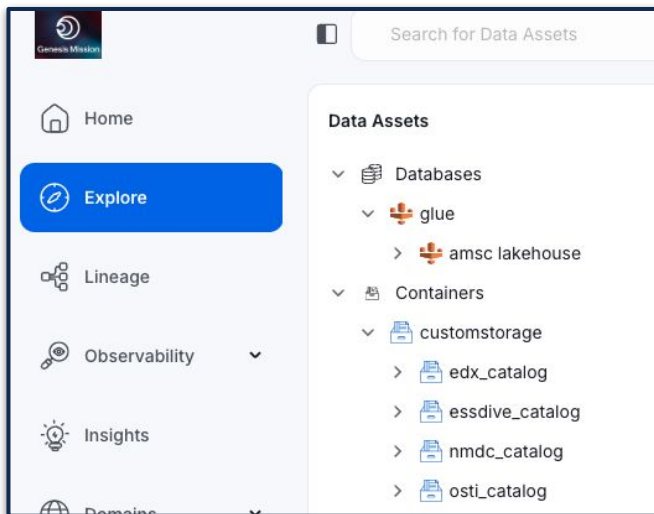 Genesis Mission
Search for Data Assets
Home
Explore
Lineage
Observability
Insights
Domains
Data Assets
Databases
glue
amsc lakehouse
Containers
customstorage
edx_catalog
essdive_catalog
nmdc_catalog
osti_catalog